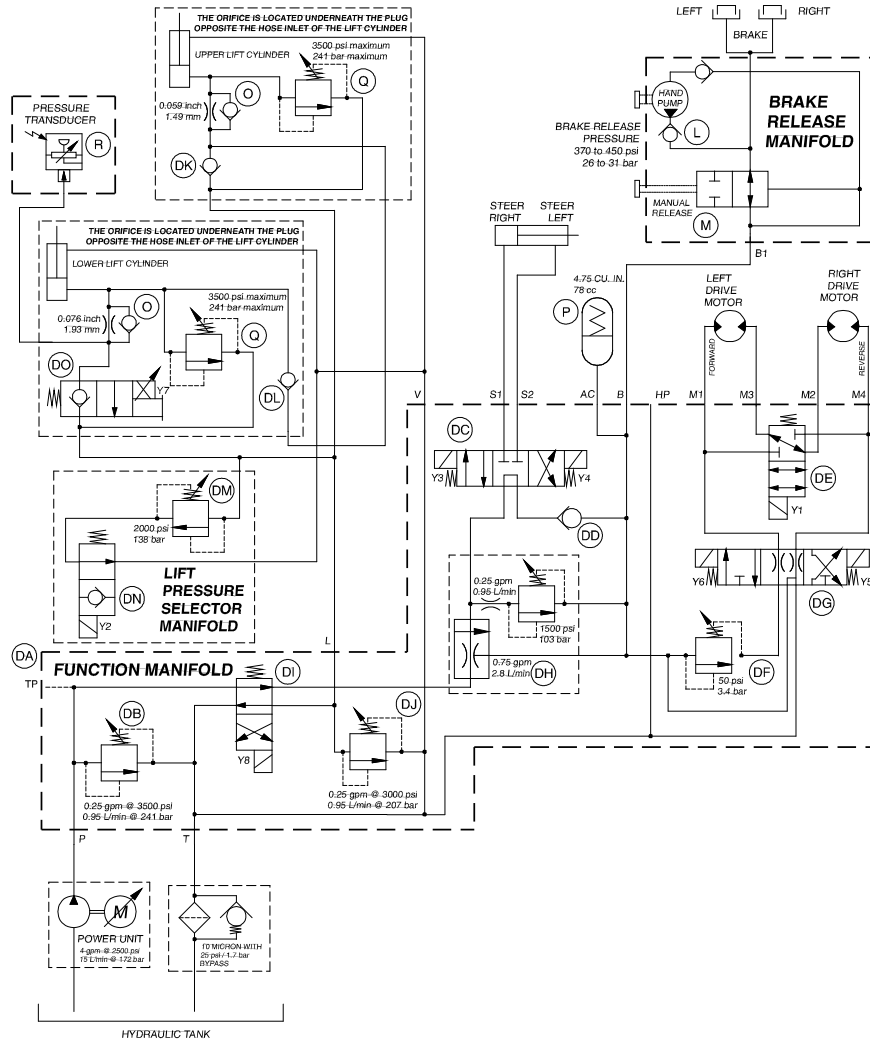 THE ORIFICE IS LOCATED UNDERNEATH THE PLUG
OPPOSITE THE HOSE INLET OF THE LIFT CYLINDER
UPPER LIFT CYLINDER
3500 psi maximum
241 bar maximum
Q
O
0.059 inch
1.49 mm
DK
PRESSURE
TRANSDUCER
R
LEFT
RIGHT
BRAKE
HAND
PUMP
BRAKE
RELEASE
MANIFOLD
L
BRAKE RELEASE
PRESSURE
370 to 450 psi
26 to 31 bar
MANUAL
RELEASE
M
B1
THE ORIFICE IS LOCATED UNDERNEATH THE PLUG
OPPOSITE THE HOSE INLET OF THE LIFT CYLINDER
LOWER LIFT CYLINDER
3500 psi maximum
241 bar maximum
O
Q
0.076 inch
1.93 mm
DO
Y7
DL
STEER
RIGHT
STEER
LEFT
4.75 CU. IN.
78 cc
P
LEFT
DRIVE
MOTOR
RIGHT
DRIVE
MOTOR
FORWARD
REVERSE
V
S1
S2
AC
B
HP
M1
M3
M2
M4
DC
Y3
Y4
DE
Y1
DD
DM
2000 psi
138 bar
DN
Y2
LIFT
PRESSURE
SELECTOR
MANIFOLD
0.25 gpm
0.95 L/min
1500 psi
103 bar
0.75 gpm
2.8 L/min
DH
Y6
Y5
DG
DF
50 psi
3.4 bar
L
DA
FUNCTION MANIFOLD
TP
DI
DB
DJ
Y8
0.25 gpm @ 3500 psi
0.95 L/min @ 241 bar
0.25 gpm @ 3000 psi
0.95 L/min @ 207 bar
P
T
M
POWER UNIT
4 gpm @ 2500 psi
15 L/min @ 172 bar
10 MICRON WITH
25 psi / 1.7 bar
BYPASS
HYDRAULIC TANK